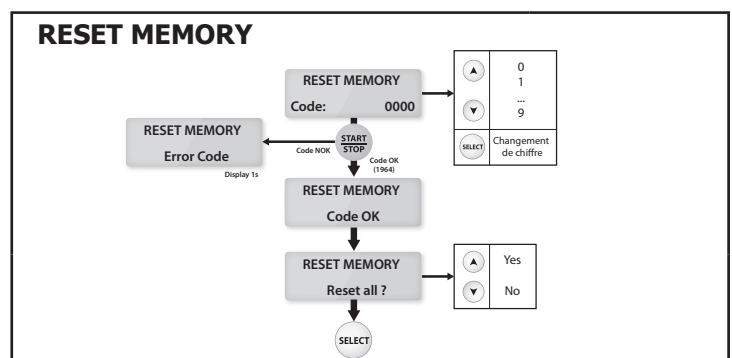 RESET MEMORY
RESET MEMORY
Code: 0000
0
1
...
9
SELECT
Changement
de chiffre
START
STOP
RESET MEMORY
Error Code
Display 1s
Code NOK
Code OK
(1964)
RESET MEMORY
Code OK
RESET MEMORY
Reset all ?
Yes
No
SELECT